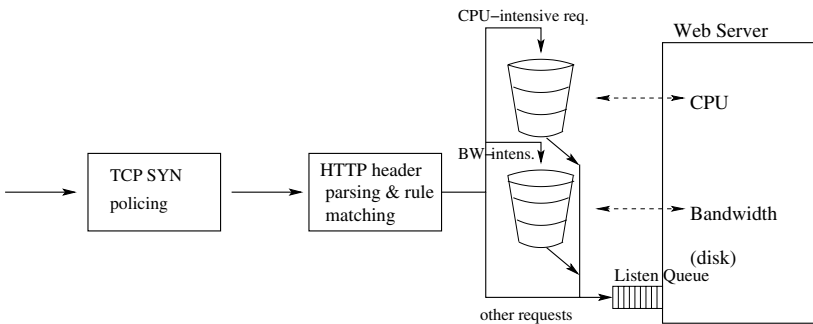 CPU-intensive req.
Web Server
CPU
BW-intens.
TCP SYN
policing
HTTP header
parsing & rule
matching
Bandwidth
(disk)
Listen Queue
other requests